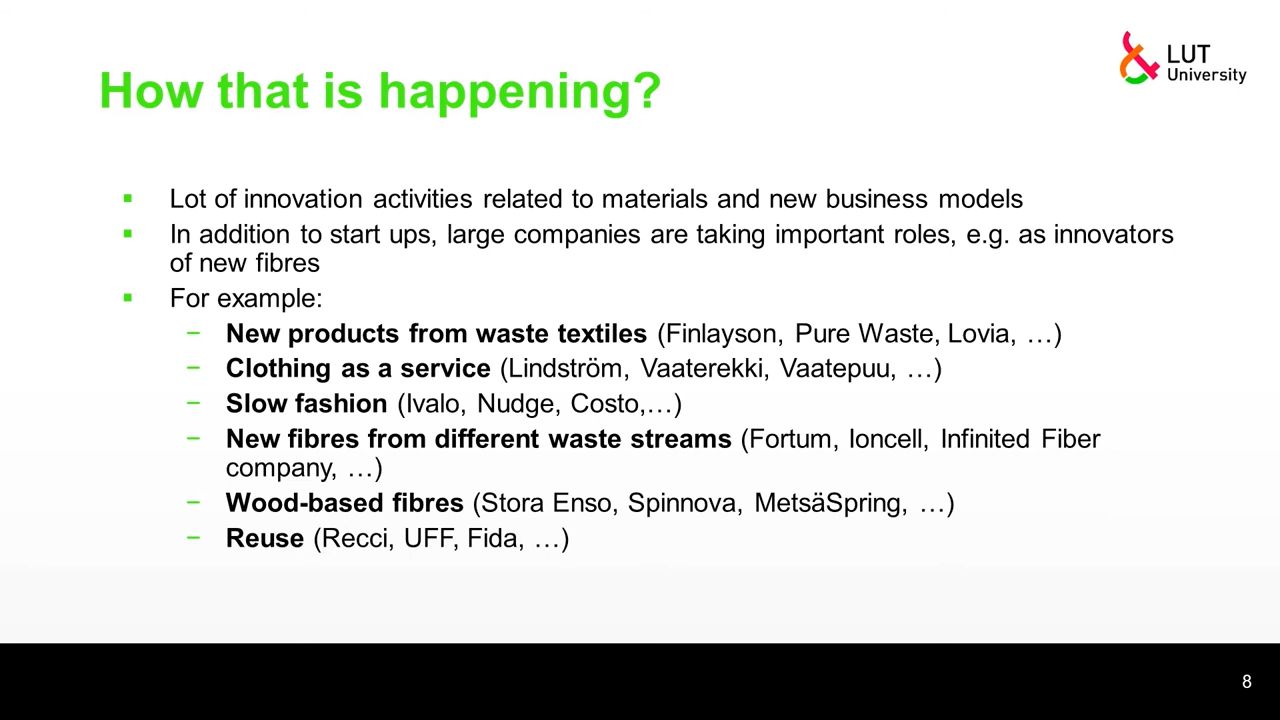 LUT
University
How that is happening?
▪ Lot of innovation activities related to materials and new business models
▪ In addition to start ups, large companies are taking important roles, e.g. as innovators
of new fibres
▪ For example:
− New products from waste textiles (Finlayson, Pure Waste, Lovia, …)
− Clothing as a service (Lindström, Vaaterekki, Vaatepuu, …)
− Slow fashion (Ivalo, Nudge, Costo,…)
− New fibres from different waste streams (Fortum, Ioncell, Infinited Fiber
company, …)
− Wood-based fibres (Stora Enso, Spinnova, MetsäSpring, …)
− Reuse (Recci, UFF, Fida, …)
8